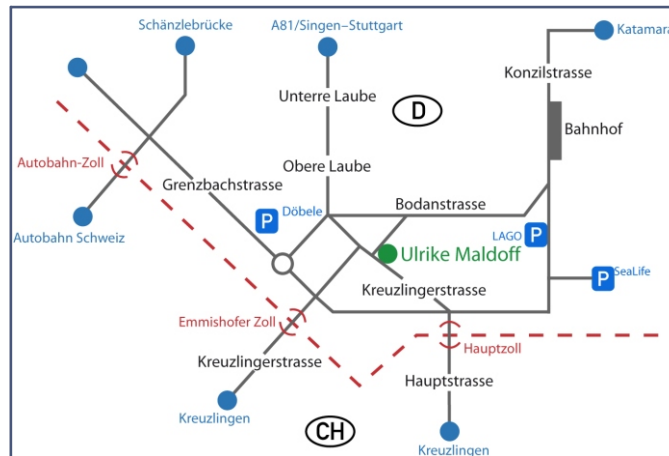 Schänzlebrücke
A81/Singen–Stuttgart
Katamara
Konzilstrasse
Unterre Laube
D
Bahnhof
Autobahn-Zoll
Obere Laube
Grenzbachstrasse
Bodanstrasse
P
Döbele
Autobahn Schweiz
LAGO
P
Ulrike Maldoff
P
SeaLife
Kreuzlingerstrasse
Emmishofer Zoll
Hauptzoll
Kreuzlingerstrasse
Hauptstrasse
Kreuzlingen
CH
Kreuzlingen